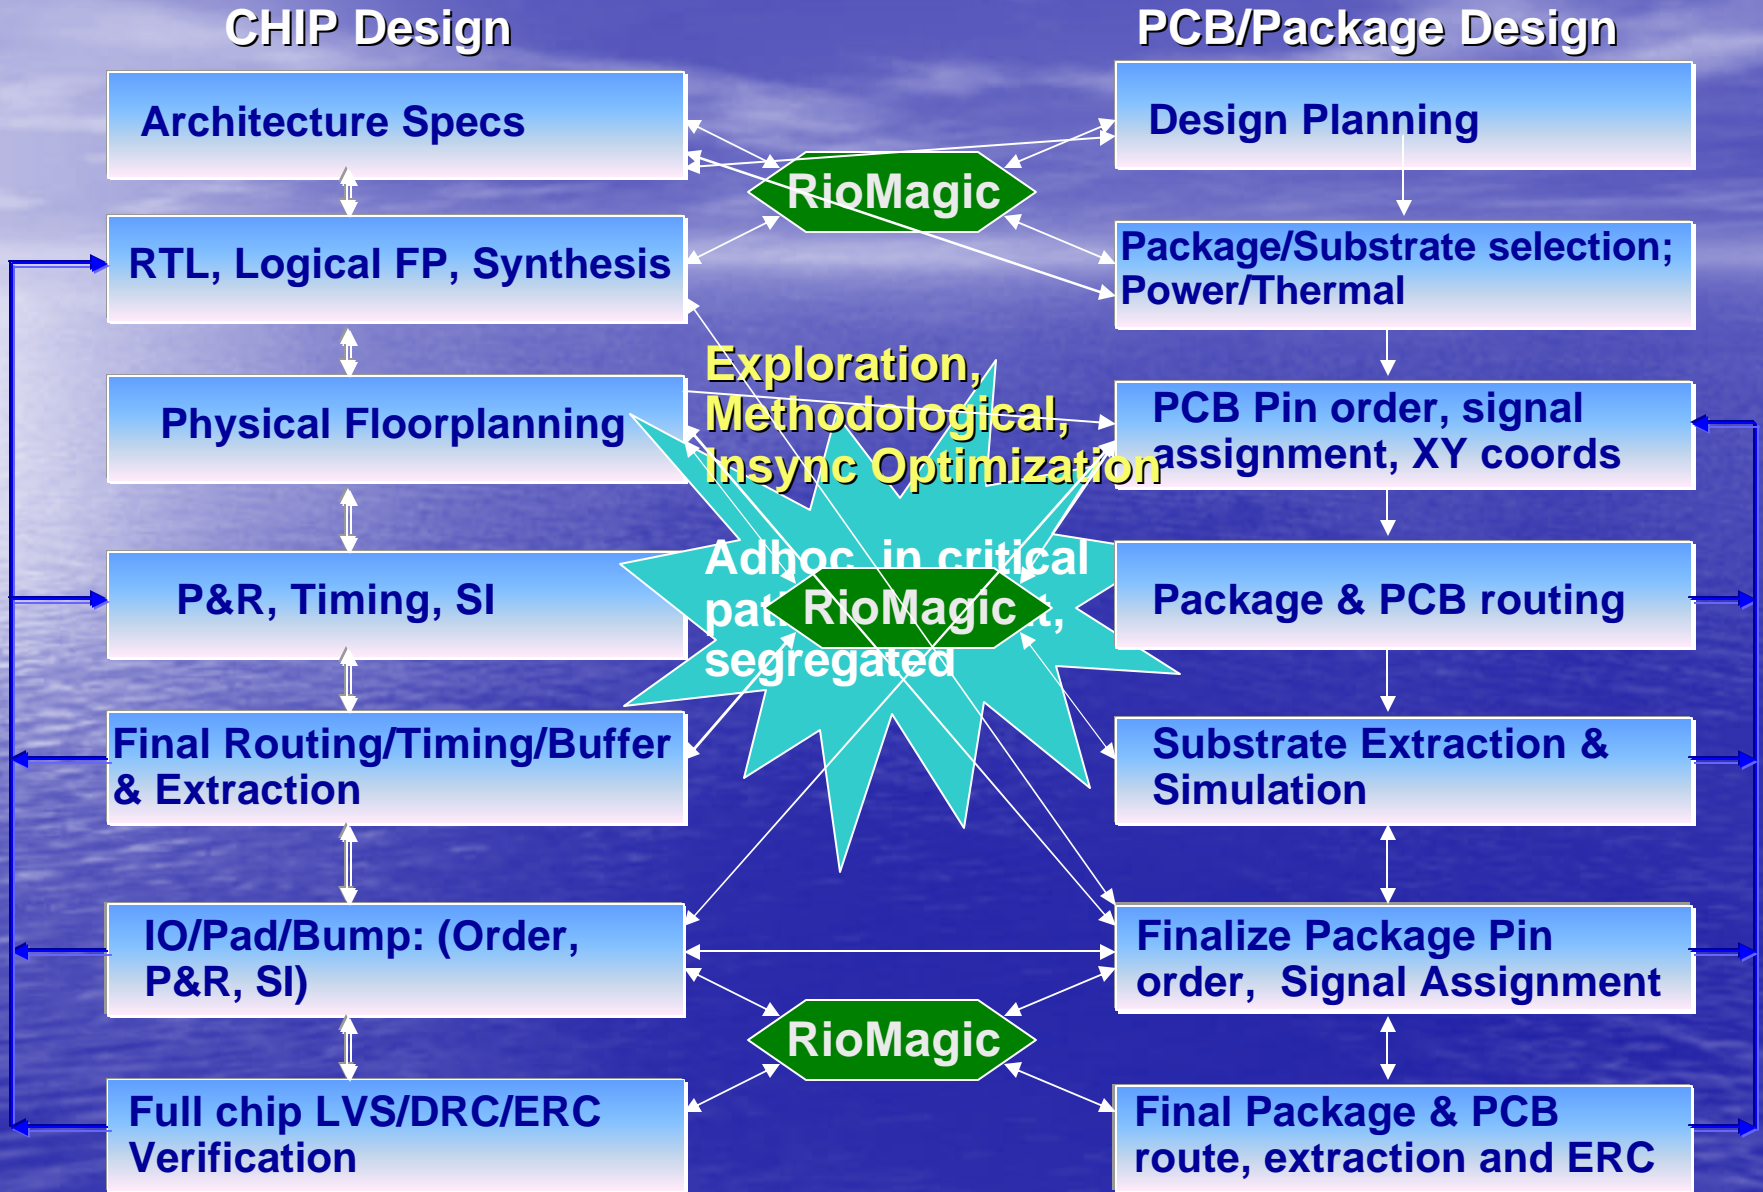 CHIP Design
PCB/Package Design
Architecture Specs
Design Planning
RioMagic
RTL, Logical FP, Synthesis
Package/Substrate selection;
Power/Thermal
Exploration,
Methodological,
Insync Optimization
Physical Floorplanning
PCB Pin order, signal
assignment, XY coords
Adhoc in critical
segregated
RioMagic
P&R, Timing, SI
Package & PCB routing
Final Routing/Timing/Buffer
& Extraction
Substrate Extraction &
Simulation
IO/Pad/Bump: (Order,
P&R, SI)
Finalize Package Pin
order, Signal Assignment
RioMagic
Full chip LVS/DRC/ERC
Verification
Final Package & PCB
route, extraction and ERC